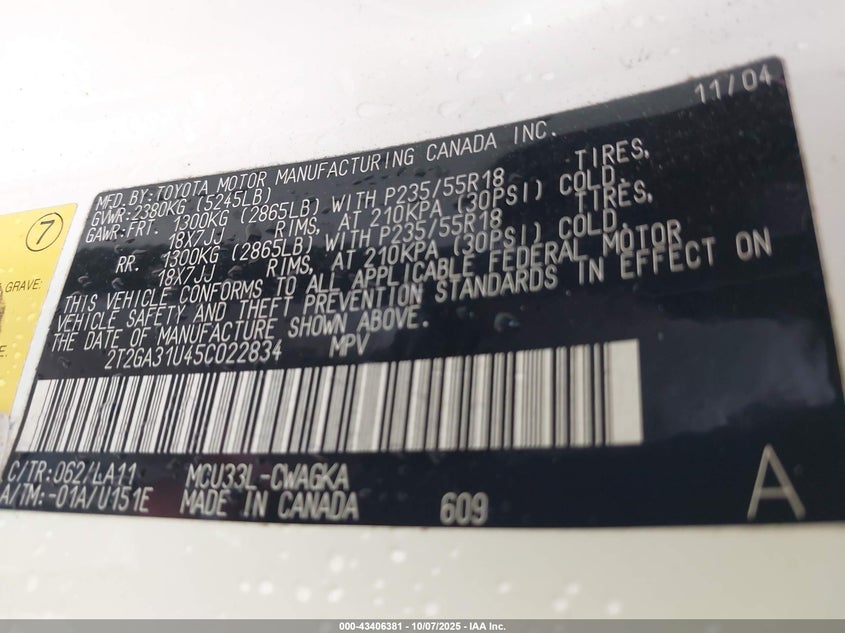 11/04
MFD. BY: TOYOTA MOTOR MANUFACTURING CANADA INC.
GVWR: 2380KG (5245LB)
GAWR: FRT. 1300KG (2865LB) WITH P235/55R18 TIRES,
18X7JJ RIMS, AT 210KPA (30PSI) COLD.
RR. 1300KG (2865LB) WITH P235/55R18 TIRES,
18X7JJ RIMS, AT 210KPA (30PSI) COLD.
THIS VEHICLE CONFORMS TO ALL APPLICABLE FEDERAL MOTOR
VEHICLE SAFETY AND THEFT PREVENTION STANDARDS IN EFFECT ON
THE DATE OF MANUFACTURE SHOWN ABOVE.
2T2GA31U45C022834 MPV
C/TR: 062/LA11 MCU33L-CWAGKA
A/TM: -01A/U151E MADE IN CANADA 609
A
7
GRAVE:
000-43406381 - 10/07/2025 - IAA Inc.